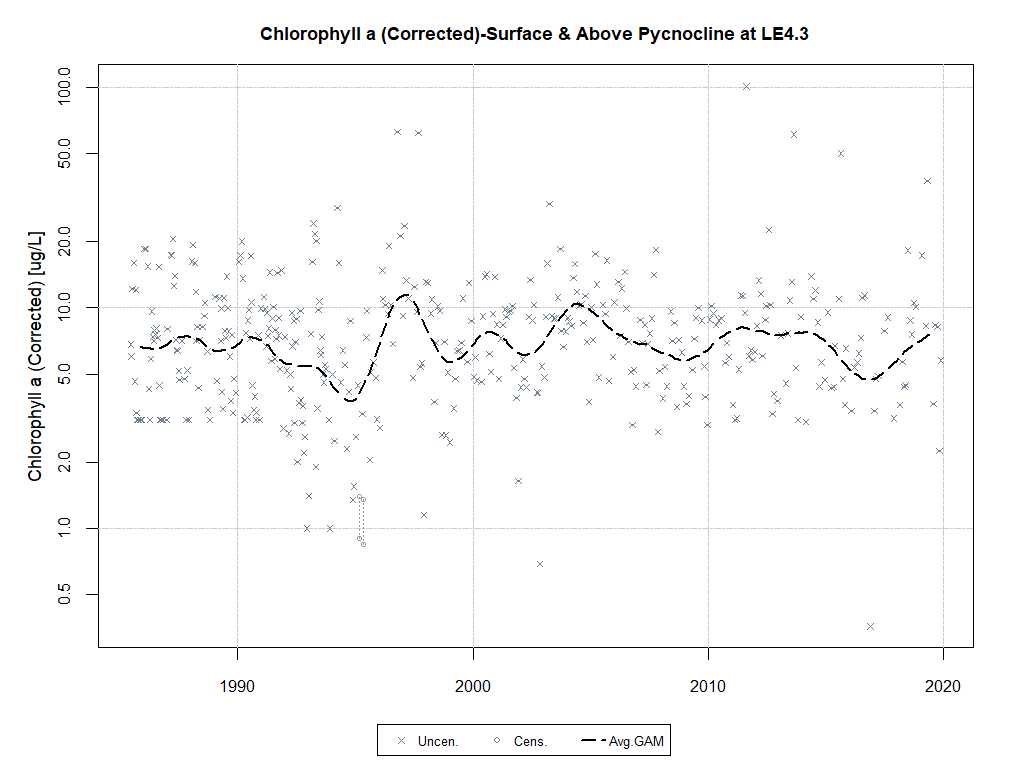 Chlorophyll a (Corrected)-Surface & Above Pycnocline at LE4.3
Chlorophyll a (Corrected) [ug/L]
100.0
50.0
20.0
10.0
5.0
2.0
1.0
0.5
1990 2000 2010 2020
Uncen. Cens. Avg.GAM